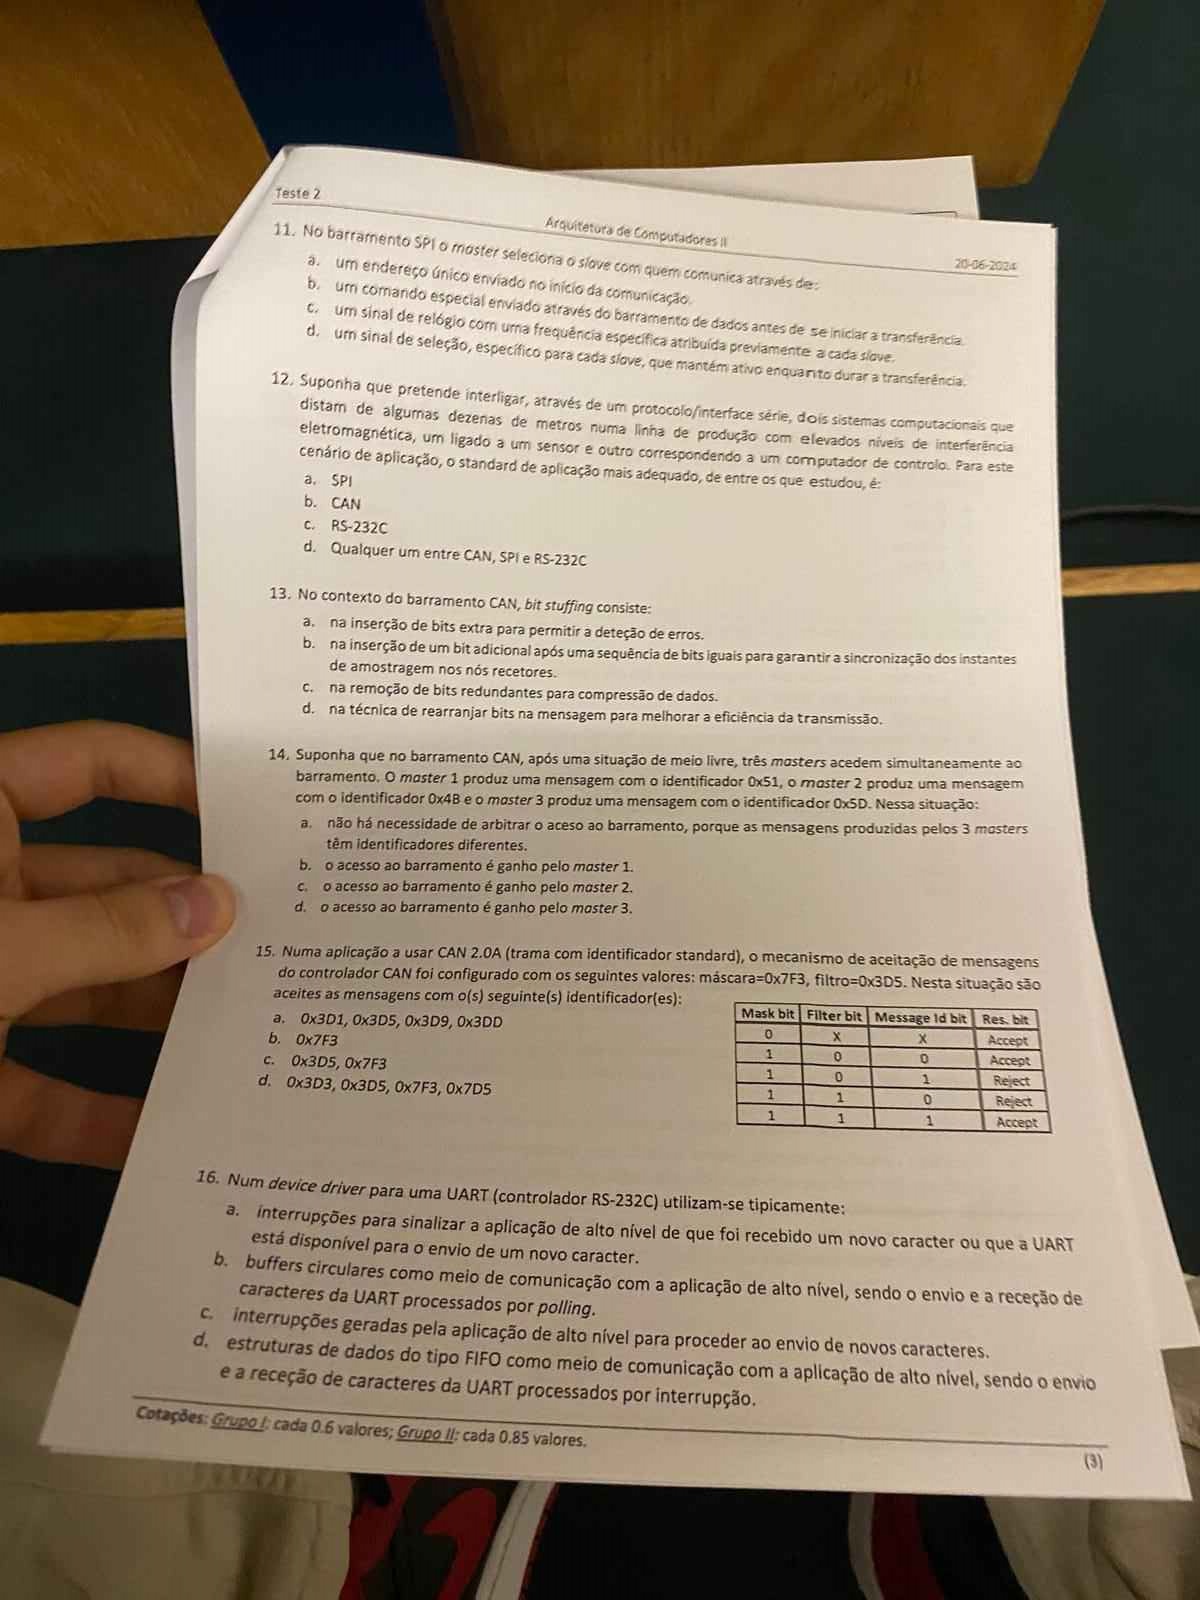 Teste 2
Arquitetura de Computadores II
20-06-2024
11. No barramento SPI o master seleciona o slave com quem comunica através de:
a. um endereço único enviado no início da comunicação.
b. um comando especial enviado através do barramento de dados antes de se iniciar a transferência.
c. um sinal de relógio com uma frequência específica atribuída previamente a cada slave.
d. um sinal de seleção, específico para cada slave, que mantém ativo enquanto durar a transferência.
12. Suponha que pretende interligar, através de um protocolo/interface série, dois sistemas computacionais que
distam de algumas dezenas de metros numa linha de produção com elevados níveis de interferência
eletromagnética, um ligado a um sensor e outro correspondendo a um computador de controlo. Para este
cenário de aplicação, o standard de aplicação mais adequado, de entre os que estudou, é:
a. SPI
b. CAN
c. RS-232C
d. Qualquer um entre CAN, SPI e RS-232C
13. No contexto do barramento CAN, bit stuffing consiste:
a. na inserção de bits extra para permitir a deteção de erros.
b. na inserção de um bit adicional após uma sequência de bits iguais para garantir a sincronização dos instantes
de amostragem nos nós recetores.
c. na remoção de bits redundantes para compressão de dados.
d. na técnica de rearranjar bits na mensagem para melhorar a eficiência da transmissão.
14. Suponha que no barramento CAN, após uma situação de meio livre, três masters acedem simultaneamente ao
barramento. O master 1 produz uma mensagem com o identificador 0x51, o master 2 produz uma mensagem
com o identificador 0x4B e o master 3 produz uma mensagem com o identificador 0x5D. Nessa situação:
a. não há necessidade de arbitrar o aceso ao barramento, porque as mensagens produzidas pelos 3 masters
têm identificadores diferentes.
b. o acesso ao barramento é ganho pelo master 1.
c. o acesso ao barramento é ganho pelo master 2.
d. o acesso ao barramento é ganho pelo master 3.
15. Numa aplicação a usar CAN 2.0A (trama com identificador standard), o mecanismo de aceitação de mensagens
do controlador CAN foi configurado com os seguintes valores: máscara=0x7F3, filtro=0x3D5. Nesta situação são
aceites as mensagens com o(s) seguinte(s) identificador(es):
a. 0x3D1, 0x3D5, 0x3D9, 0x3DD
b. 0x7F3
c. 0x3D5, 0x7F3
d. 0x3D3, 0x3D5, 0x7F3, 0x7D5
Mask bit Filter bit Message Id bit Res. bit
0 X X Accept
1 0 0 Accept
1 0 1 Reject
1 1 0 Reject
1 1 1 Accept
16. Num device driver para uma UART (controlador RS-232C) utilizam-se tipicamente:
a. interrupções para sinalizar a aplicação de alto nível de que foi recebido um novo caracter ou que a UART
está disponível para o envio de um novo caracter.
b. buffers circulares como meio de comunicação com a aplicação de alto nível, sendo o envio e a receção de
caracteres da UART processados por polling.
c. interrupções geradas pela aplicação de alto nível para proceder ao envio de novos caracteres.
d. estruturas de dados do tipo FIFO como meio de comunicação com a aplicação de alto nível, sendo o envio
e a receção de caracteres da UART processados por interrupção.
Cotações: Grupo I: cada 0.6 valores; Grupo II: cada 0.85 valores.
(3)